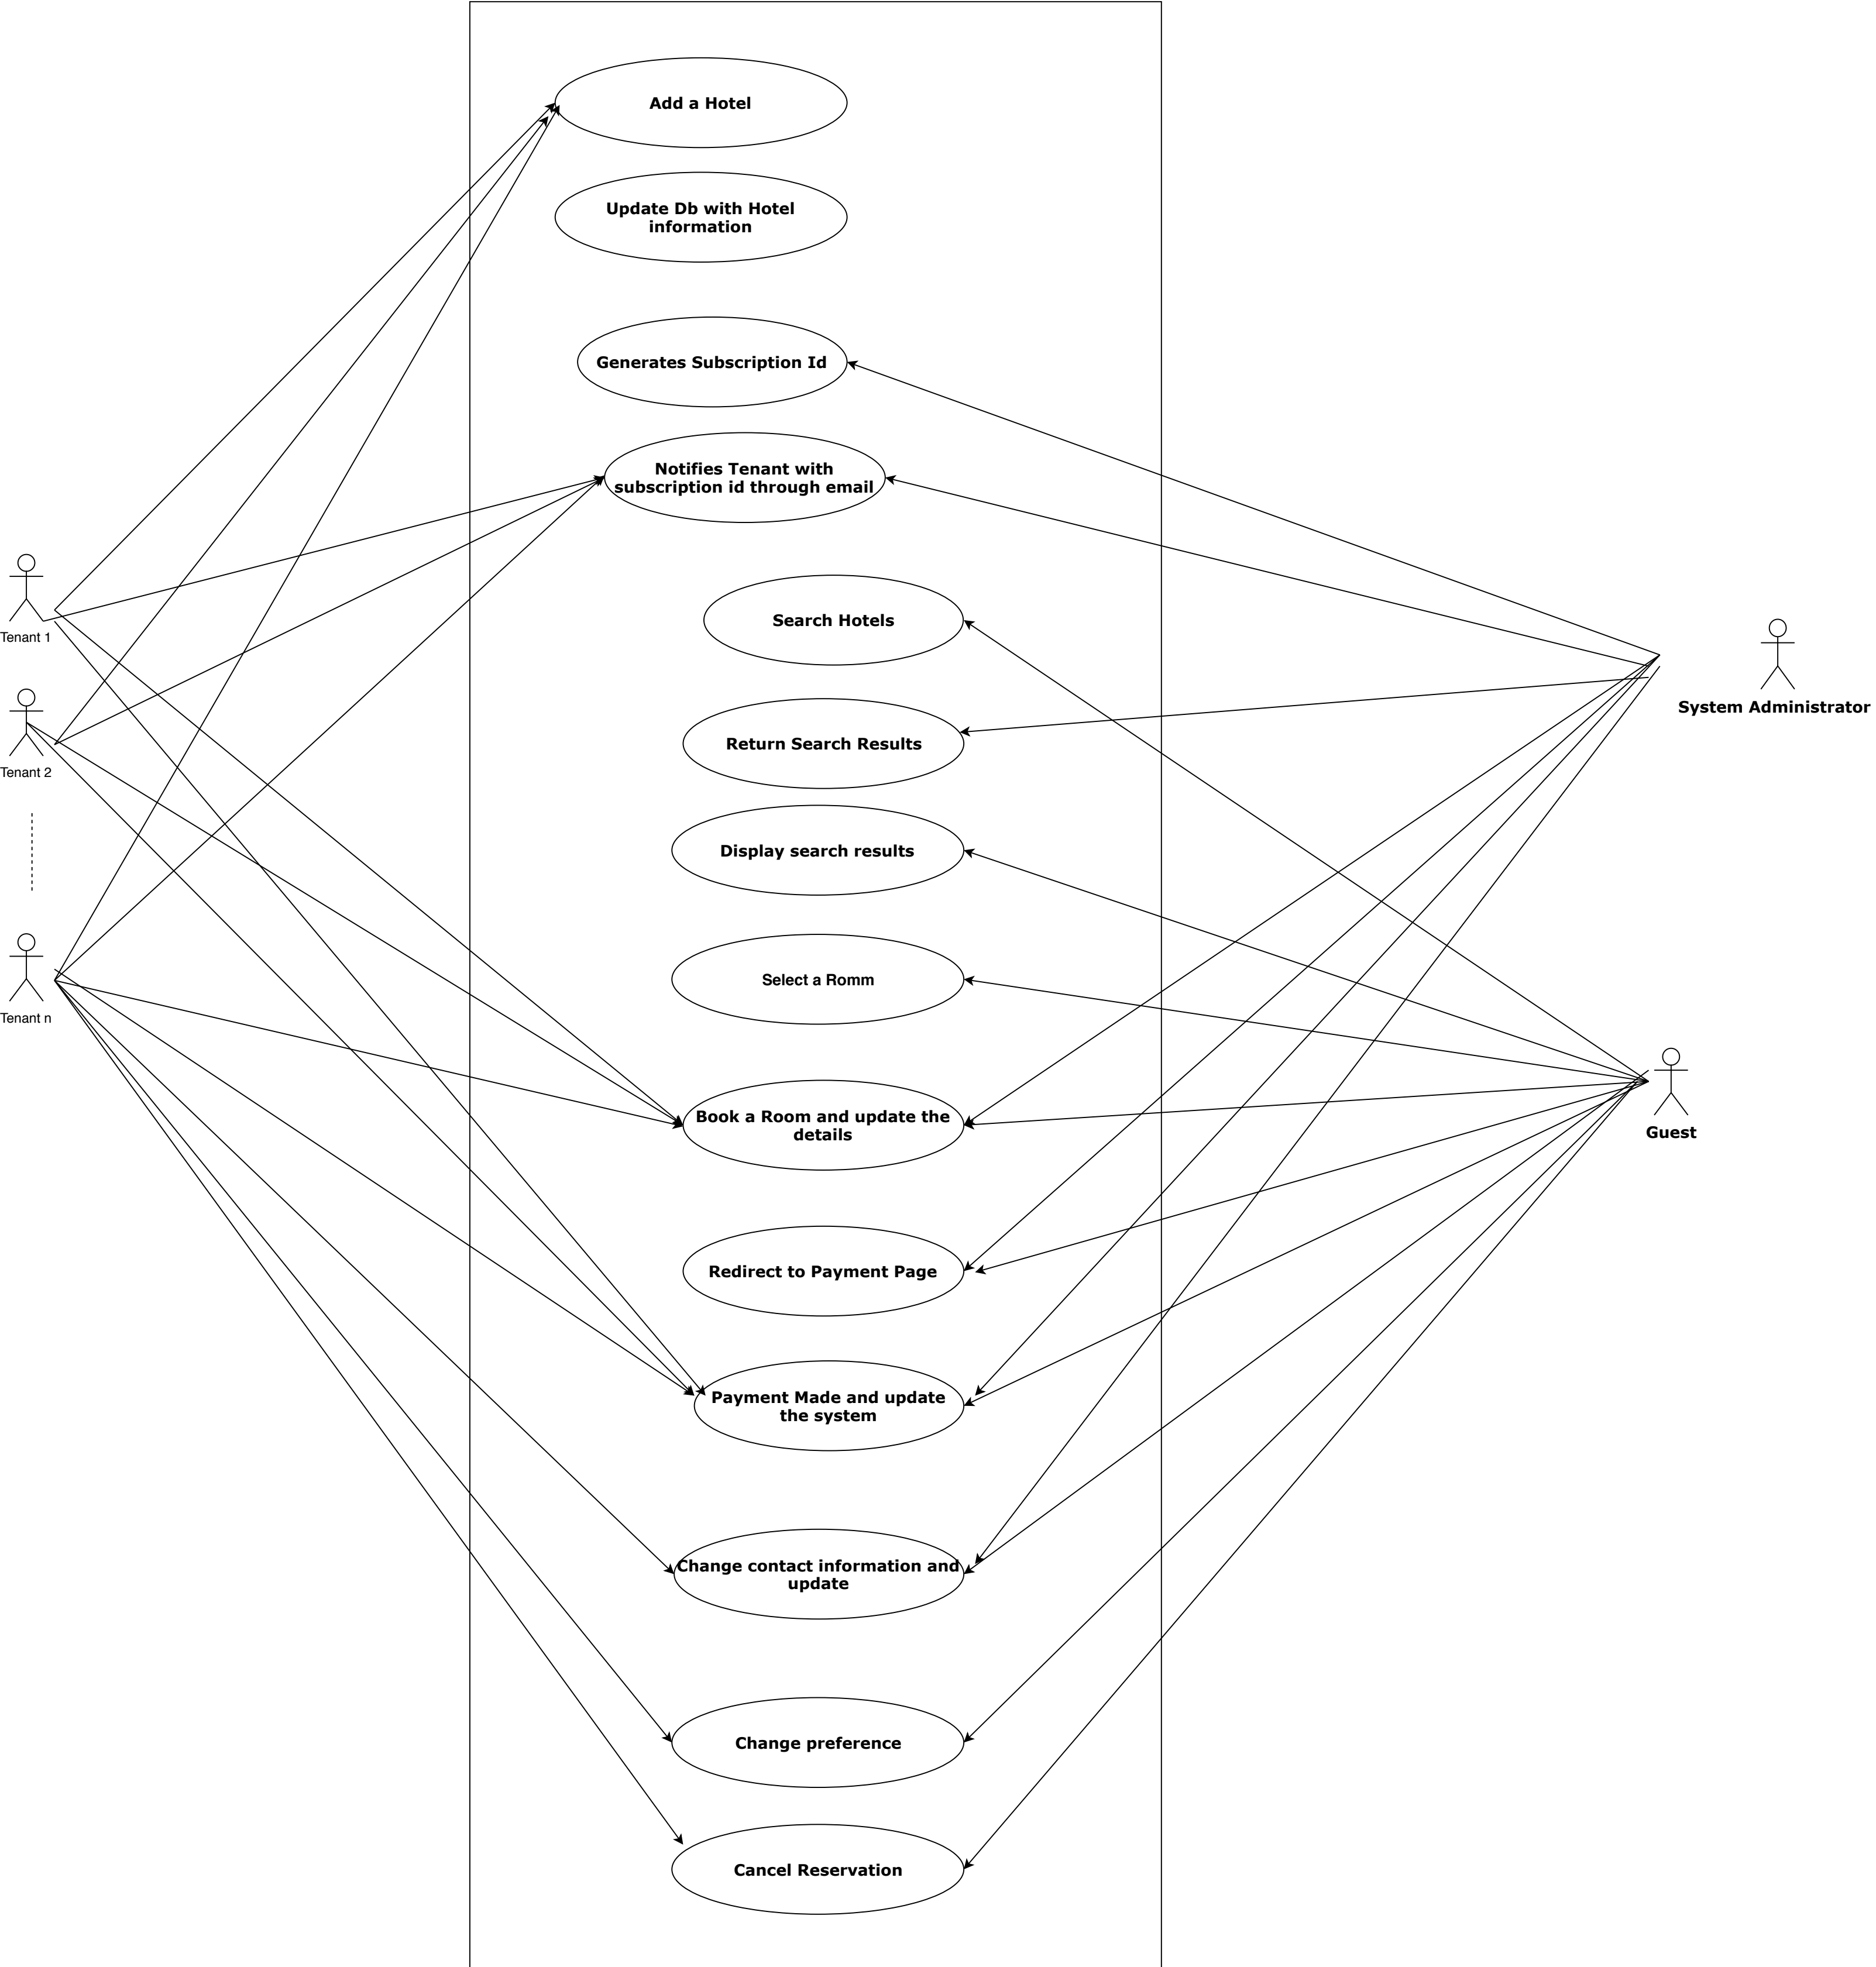 Add a Hotel
Update Db with Hotel
information
Generates Subscription Id
Notifies Tenant with
subscription id through email
Tenant 1
Search Hotels
System Administrator
Return Search Results
Tenant 2
Display search results
Select a Romm
Tenant n
Book a Room and update the
details
Guest
Redirect to Payment Page
Payment Made and update
the system
Change contact information and
update
Change preference
Cancel Reservation